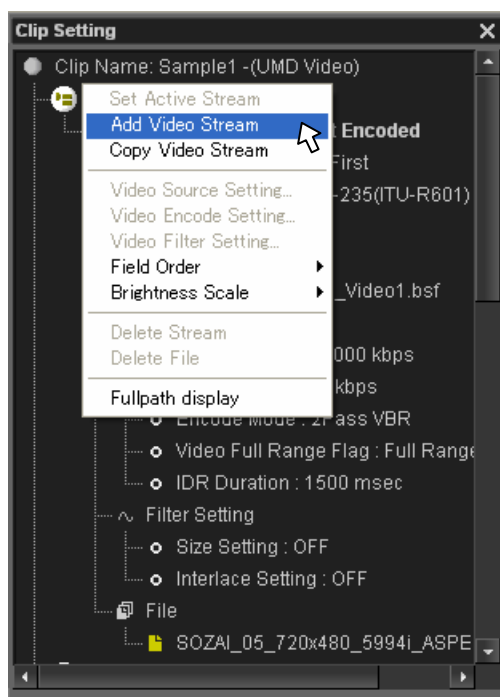 Clip Setting
Clip Name: Sample1 -(UMD Video)
Set Active Stream
Add Video Stream
Encoded
Copy Video Stream
First
Video Source Setting...
-235(ITU-R601)
Video Encode Setting...
Video Filter Setting...
Field Order
Brightness Scale
_Video1.bsf
Delete Stream
Delete File
000 kbps
kbps
Fullpath display
Encode Mode : 2Pass VBR
Video Full Range Flag : Full Range
IDR Duration : 1500 msec
Filter Setting
Size Setting : OFF
Interlace Setting : OFF
File
SOZAI_05_720x480_5994i_ASPE